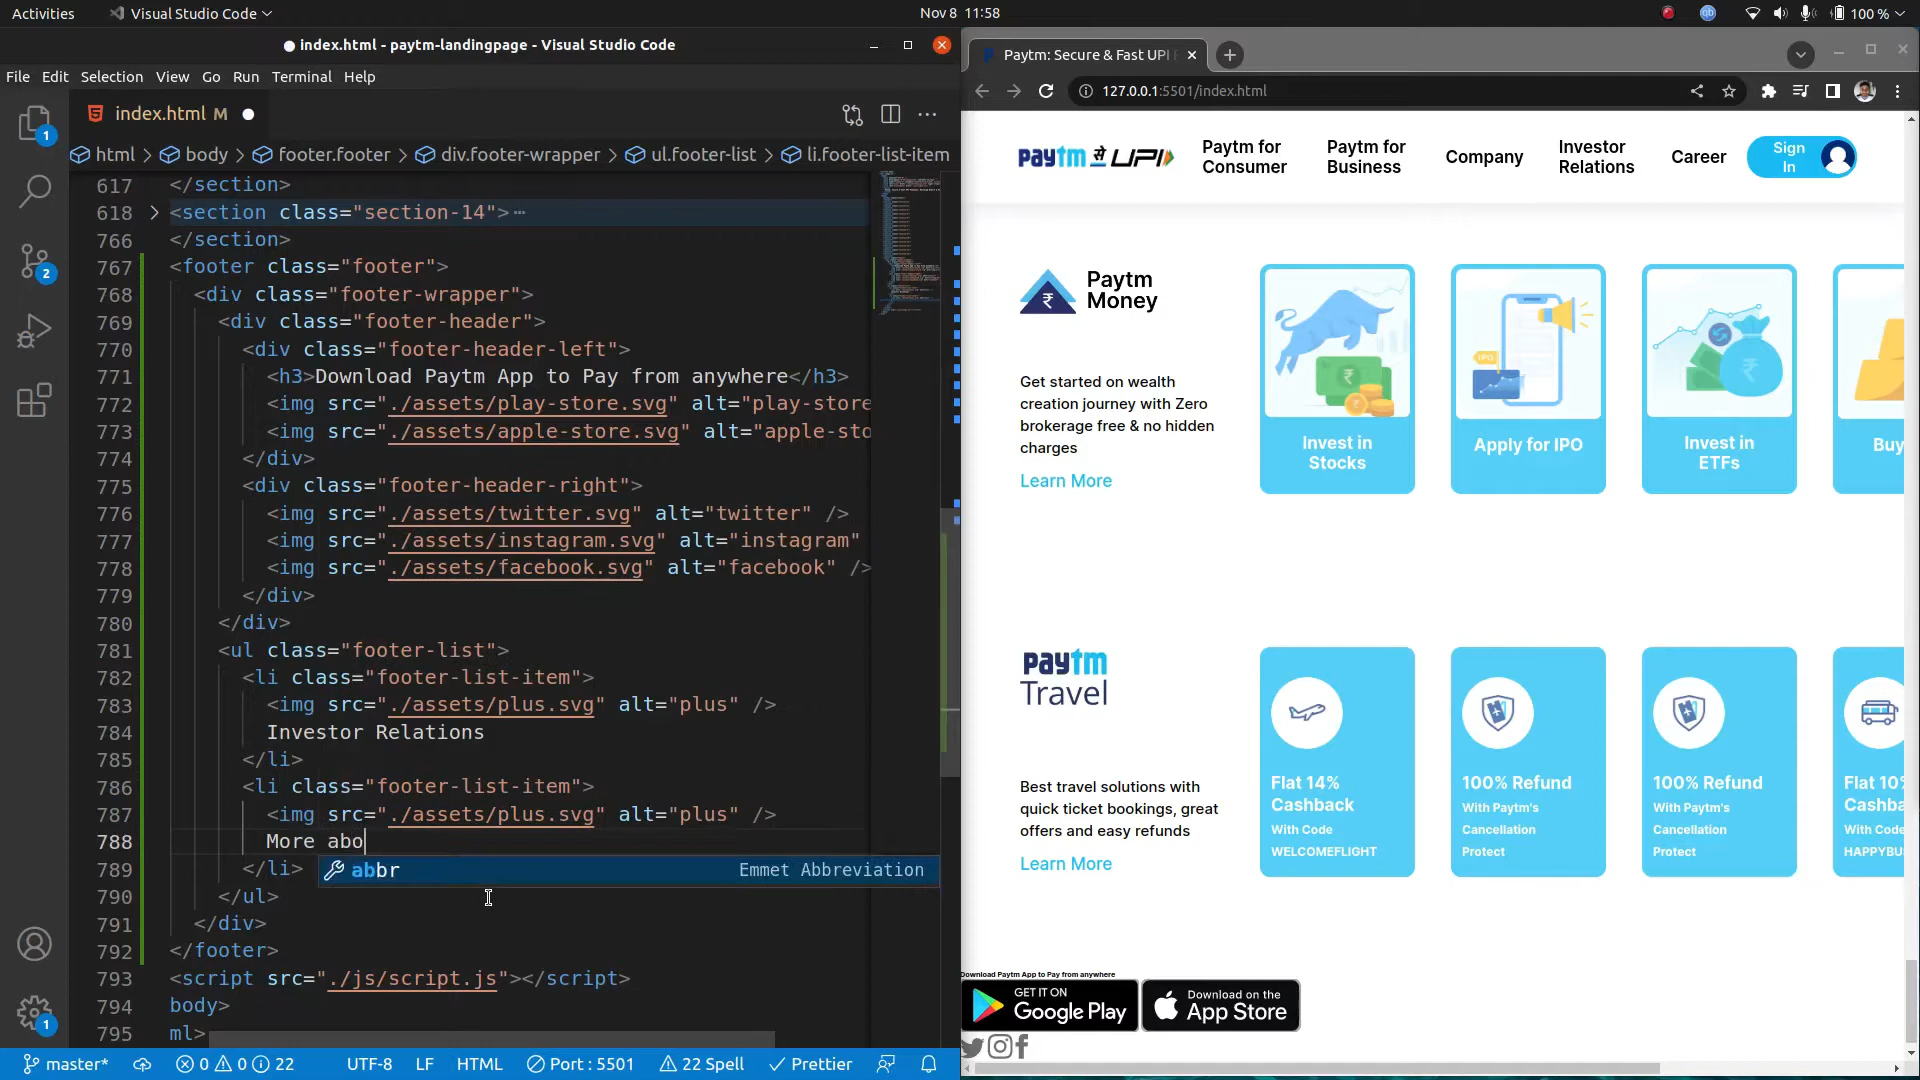 Activities
Visual Studio Code
Nov 8 11:58
100 %
index.html - paytm-landingpage - Visual Studio Code
File Edit Selection View Go Run Terminal Help
index.html M
html > body > footer.footer > div.footer-wrapper > ul.footer-list > li.footer-list-item
617 </section>
618 <section class="section-14">
766 </section>
767 <footer class="footer">
768 <div class="footer-wrapper">
769 <div class="footer-header">
770 <div class="footer-header-left">
771 <h3>Download Paytm App to Pay from anywhere</h3>
772 <img src="./assets/play-store.svg" alt="play-store
773 <img src="./assets/apple-store.svg" alt="apple-sto
774 </div>
775 <div class="footer-header-right">
776 <img src="./assets/twitter.svg" alt="twitter" />
777 <img src="./assets/instagram.svg" alt="instagram"
778 <img src="./assets/facebook.svg" alt="facebook" />
779 </div>
780 </div>
781 <ul class="footer-list">
782 <li class="footer-list-item">
783 <img src="./assets/plus.svg" alt="plus" />
784 Investor Relations
785 </li>
786 <li class="footer-list-item">
787 <img src="./assets/plus.svg" alt="plus" />
788 More abo
789 </li>
abbr Emmet Abbreviation
790 </ul>
791 </div>
792 </footer>
793 <script src="./js/script.js"></script>
794 body>
795 ml>
1
2
1
master* 0 0 22 UTF-8 LF HTML Port : 5501 22 Spell Prettier
Paytm: Secure & Fast UPI
127.0.0.1:5501/index.html
paytm से UPI
Paytm for
Consumer
Paytm for
Business
Company
Investor
Relations
Career
Sign
In
Paytm
Money
Get started on wealth
creation journey with Zero
brokerage free & no hidden
charges
Learn More
Invest in
Stocks
IPO
Apply for IPO
Invest in
ETFs
Buy
paytm
Travel
Best travel solutions with
quick ticket bookings, great
offers and easy refunds
Learn More
Flat 14%
Cashback
With Code
WELCOMEFLIGHT
100% Refund
With Paytm's
Cancellation
Protect
100% Refund
With Paytm's
Cancellation
Protect
Flat 10%
Cashba
With Code
HAPPYBU
Download Paytm App to Pay from anywhere
GET IT ON
Google Play
Download on the
App Store